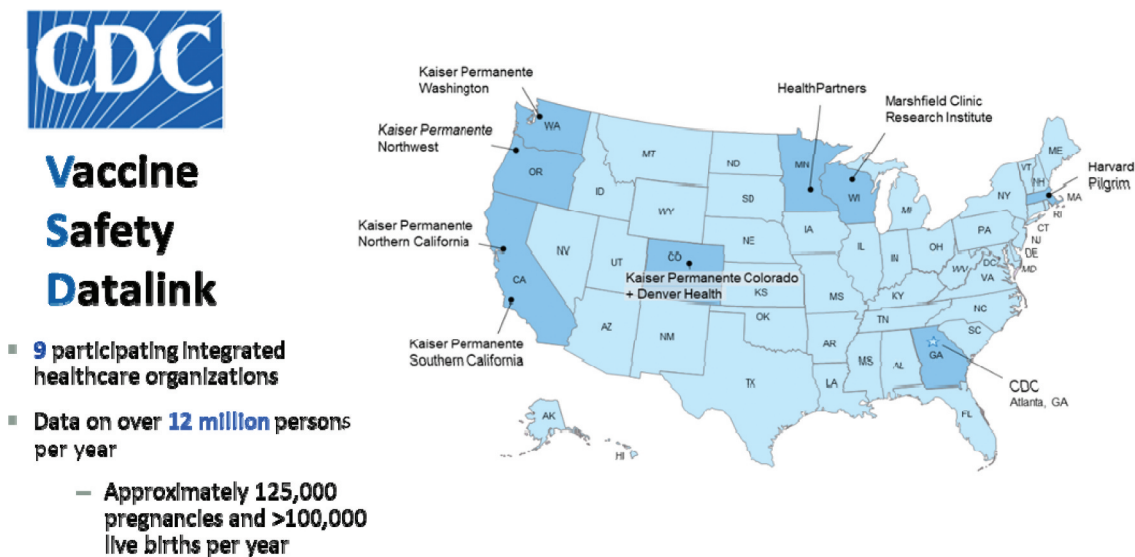 CDC
Vaccine
Safety
Datalink
9 participating integrated
healthcare organizations
Data on over 12 million persons
per year
– Approximately 125,000
pregnancies and >100,000
live births per year
Kaiser Permanente
Washington
Kaiser Permanente
Northwest
Kaiser Permanente
Northern California
Kaiser Permanente
Southern California
Kaiser Permanente Colorado
+ Denver Health
HealthPartners
Marshfield Clinic
Research Institute
Harvard
Pilgrim
CDC
Atlanta, GA
WA
OR
CA
ID
NV
MT
WY
UT
AZ
CO
NM
ND
SD
NE
KS
OK
TX
MN
IA
MS
AR
LA
WI
IL
MI
IN
OH
KY
TN
MS
AL
GA
FL
SC
NC
VA
WV
DC
MD
DE
PA
NJ
NY
CT
RI
MA
VT
NH
ME
AK
HI